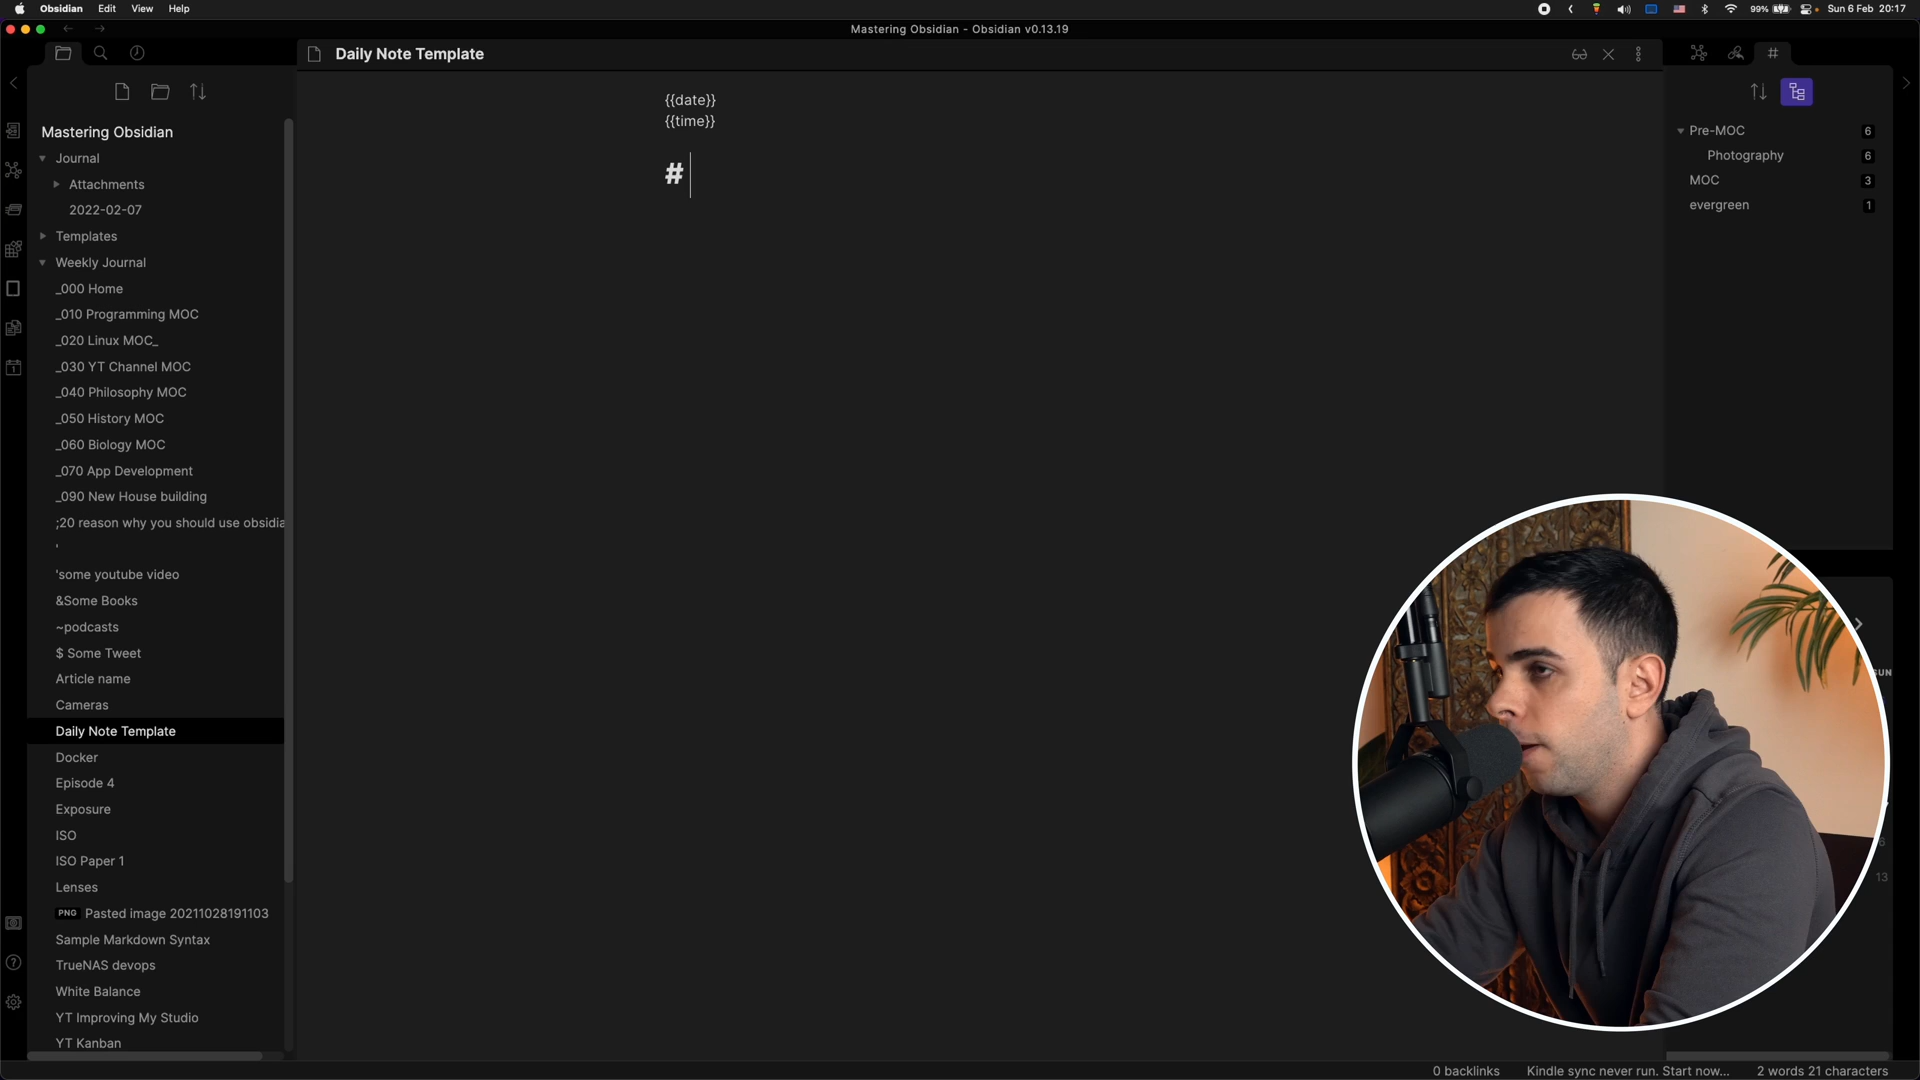 Obsidian Edit View Help
99% Sun 6 Feb 20:17
Mastering Obsidian - Obsidian v0.13.19
Daily Note Template
{{date}}
{{time}}
#
Mastering Obsidian
Journal
Attachments
2022-02-07
Templates
Weekly Journal
_000 Home
_010 Programming MOC
_020 Linux MOC_
_030 YT Channel MOC
_040 Philosophy MOC
_050 History MOC
_060 Biology MOC
_070 App Development
_090 New House building
;20 reason why you should use obsidia
'
'some youtube video
&Some Books
~podcasts
$ Some Tweet
Article name
Cameras
Daily Note Template
Docker
Episode 4
Exposure
ISO
ISO Paper 1
Lenses
PNG Pasted image 20211028191103
Sample Markdown Syntax
TrueNAS devops
White Balance
YT Improving My Studio
YT Kanban
Pre-MOC 6
Photography 6
MOC 3
evergreen 1
SUN
6
13
0 backlinks Kindle sync never run. Start now... 2 words 21 characters